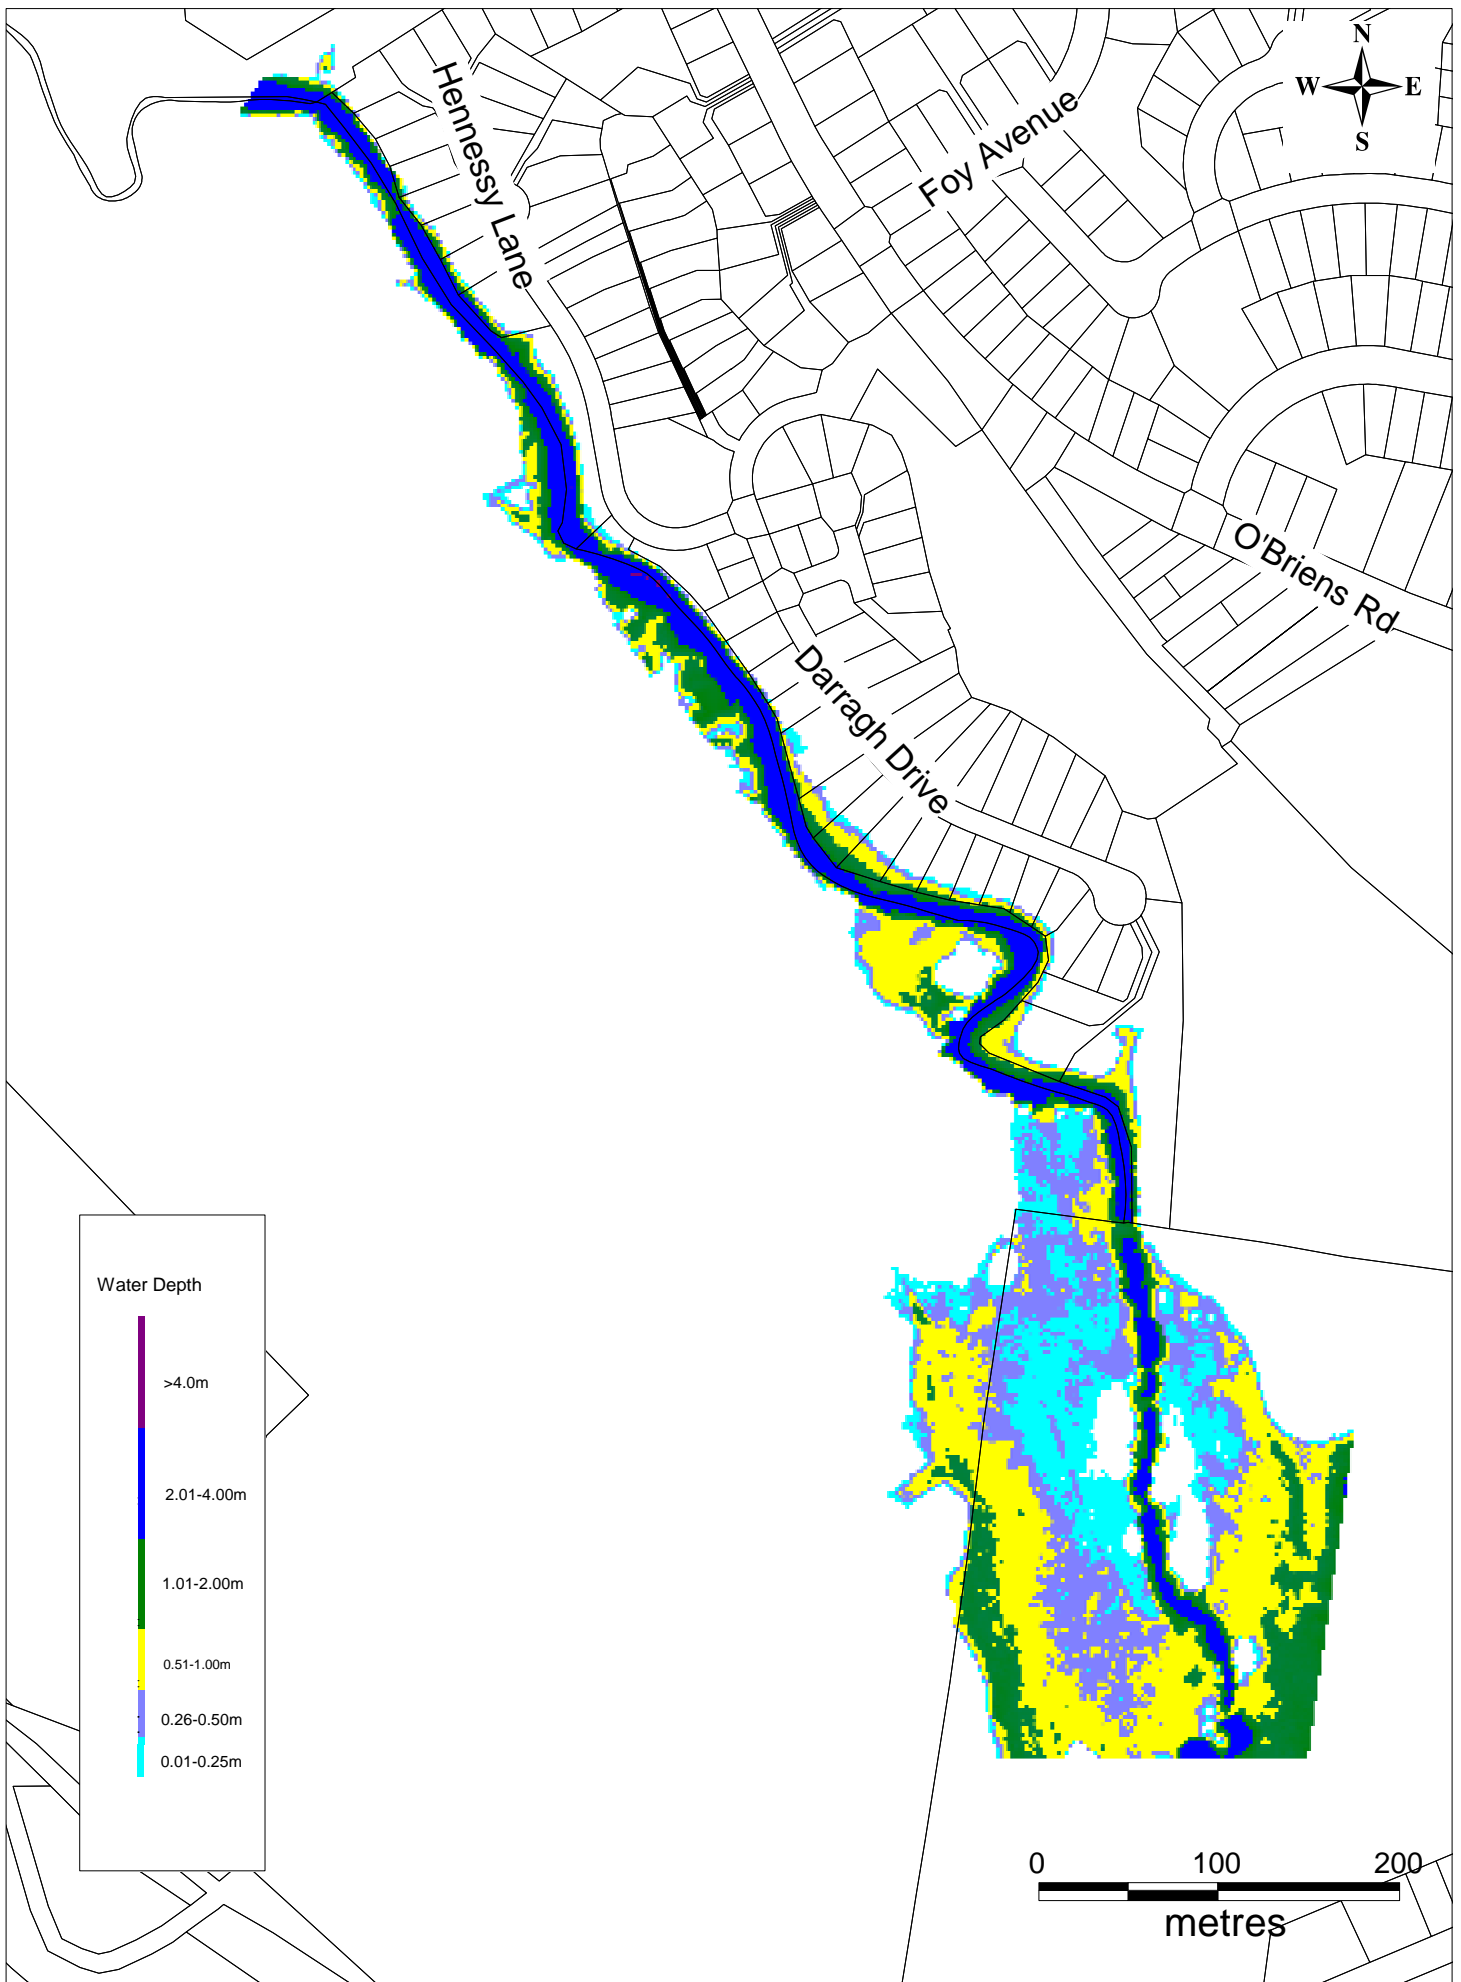 N
W E
S
Hennessy Lane
Foy Avenue
O'Briens Rd
Darragh Drive
Water Depth
>4.0m
2.01-4.00m
1.01-2.00m
0.51-1.00m
0.26-0.50m
0.01-0.25m
0 100 200
metres